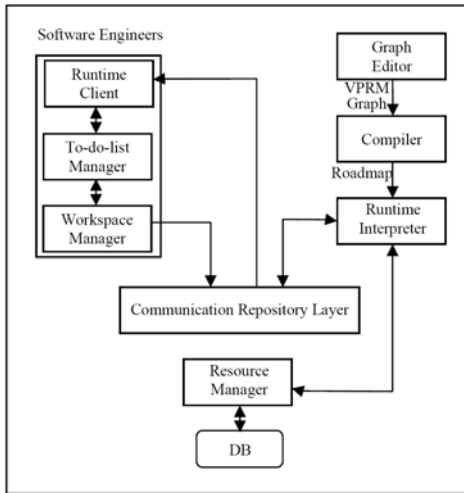 Software Engineers
Runtime
Client
To-do-list
Manager
Workspace
Manager
Graph
Editor
VPRM
Graph
Compiler
Roadmap
Runtime
Interpreter
Communication Repository Layer
Resource
Manager
DB